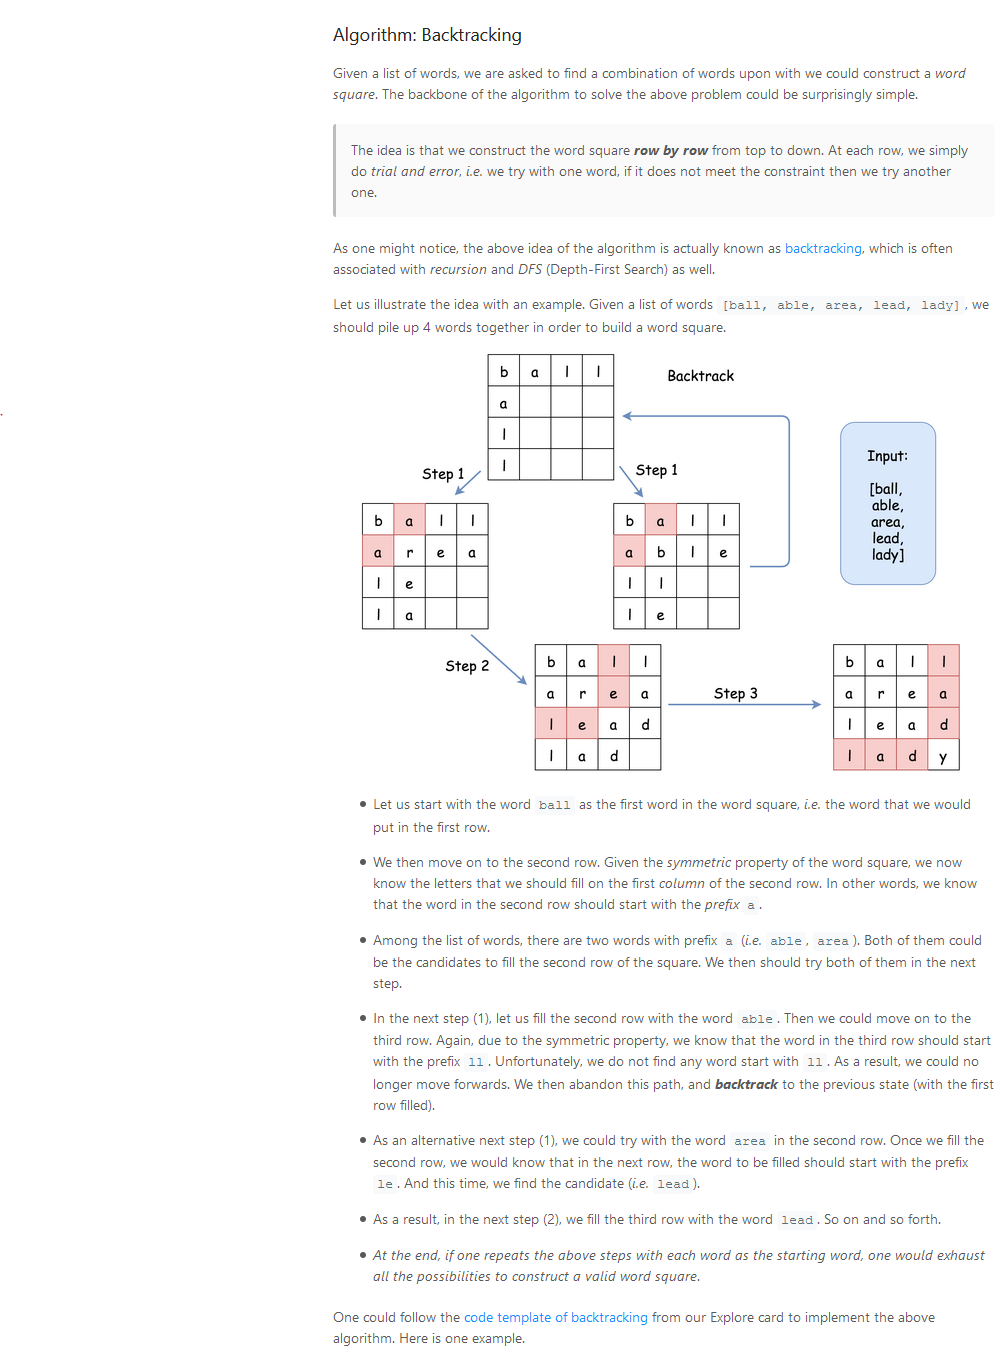 Algorithm: Backtracking
Given a list of words, we are asked to find a combination of words upon with we could construct a word
square. The backbone of the algorithm to solve the above problem could be surprisingly simple.
The idea is that we construct the word square row by row from top to down. At each row, we simply
do trial and error, i.e. we try with one word, if it does not meet the constraint then we try another
one.
As one might notice, the above idea of the algorithm is actually known as backtracking, which is often
associated with recursion and DFS (Depth-First Search) as well.
Let us illustrate the idea with an example. Given a list of words [ball, able, area, lead, lady] , we
should pile up 4 words together in order to build a word square.
b a l l
a
l
l
Backtrack
Step 1
Step 1
Input:
[ball,
able,
area,
lead,
lady]
b a l l
a r e a
l e
l a
b a l l
a b l e
l l
l e
Step 2
b a l l
a r e a
l e a d
l a d
Step 3
b a l l
a r e a
l e a d
l a d y
• Let us start with the word ball as the first word in the word square, i.e. the word that we would
put in the first row.
• We then move on to the second row. Given the symmetric property of the word square, we now
know the letters that we should fill on the first column of the second row. In other words, we know
that the word in the second row should start with the prefix a .
• Among the list of words, there are two words with prefix a (i.e. able , area ). Both of them could
be the candidates to fill the second row of the square. We then should try both of them in the next
step.
• In the next step (1), let us fill the second row with the word able . Then we could move on to the
third row. Again, due to the symmetric property, we know that the word in the third row should start
with the prefix ll . Unfortunately, we do not find any word start with ll . As a result, we could no
longer move forwards. We then abandon this path, and backtrack to the previous state (with the first
row filled).
• As an alternative next step (1), we could try with the word area in the second row. Once we fill the
second row, we would know that in the next row, the word to be filled should start with the prefix
le . And this time, we find the candidate (i.e. lead ).
• As a result, in the next step (2), we fill the third row with the word lead . So on and so forth.
• At the end, if one repeats the above steps with each word as the starting word, one would exhaust
all the possibilities to construct a valid word square.
One could follow the code template of backtracking from our Explore card to implement the above
algorithm. Here is one example.